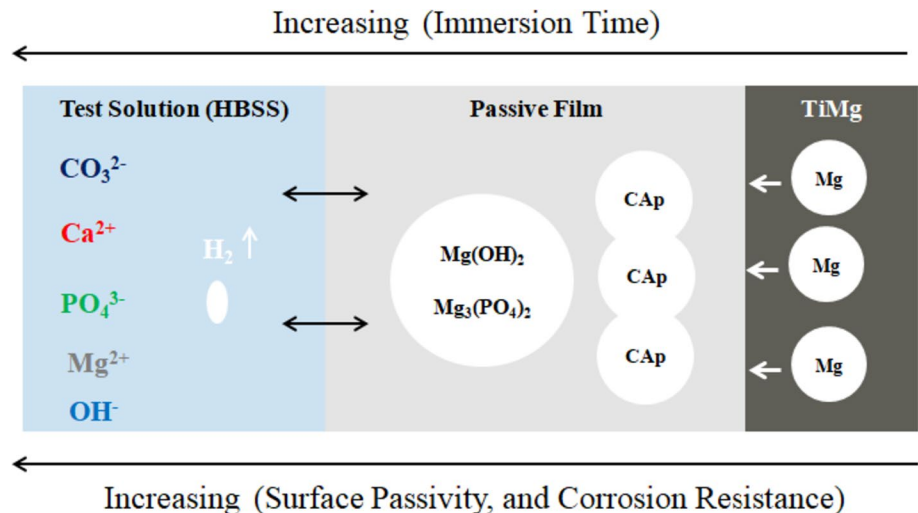 Increasing (Immersion Time)
Test Solution (HBSS)
Passive Film
TiMg
CO₃²⁻
Ca²⁺
PO₄³⁻
Mg²⁺
OH⁻
H₂ ↑
Mg(OH)₂
Mg₃(PO₄)₂
CAp
CAp
CAp
Mg
Mg
Mg
Increasing (Surface Passivity, and Corrosion Resistance)